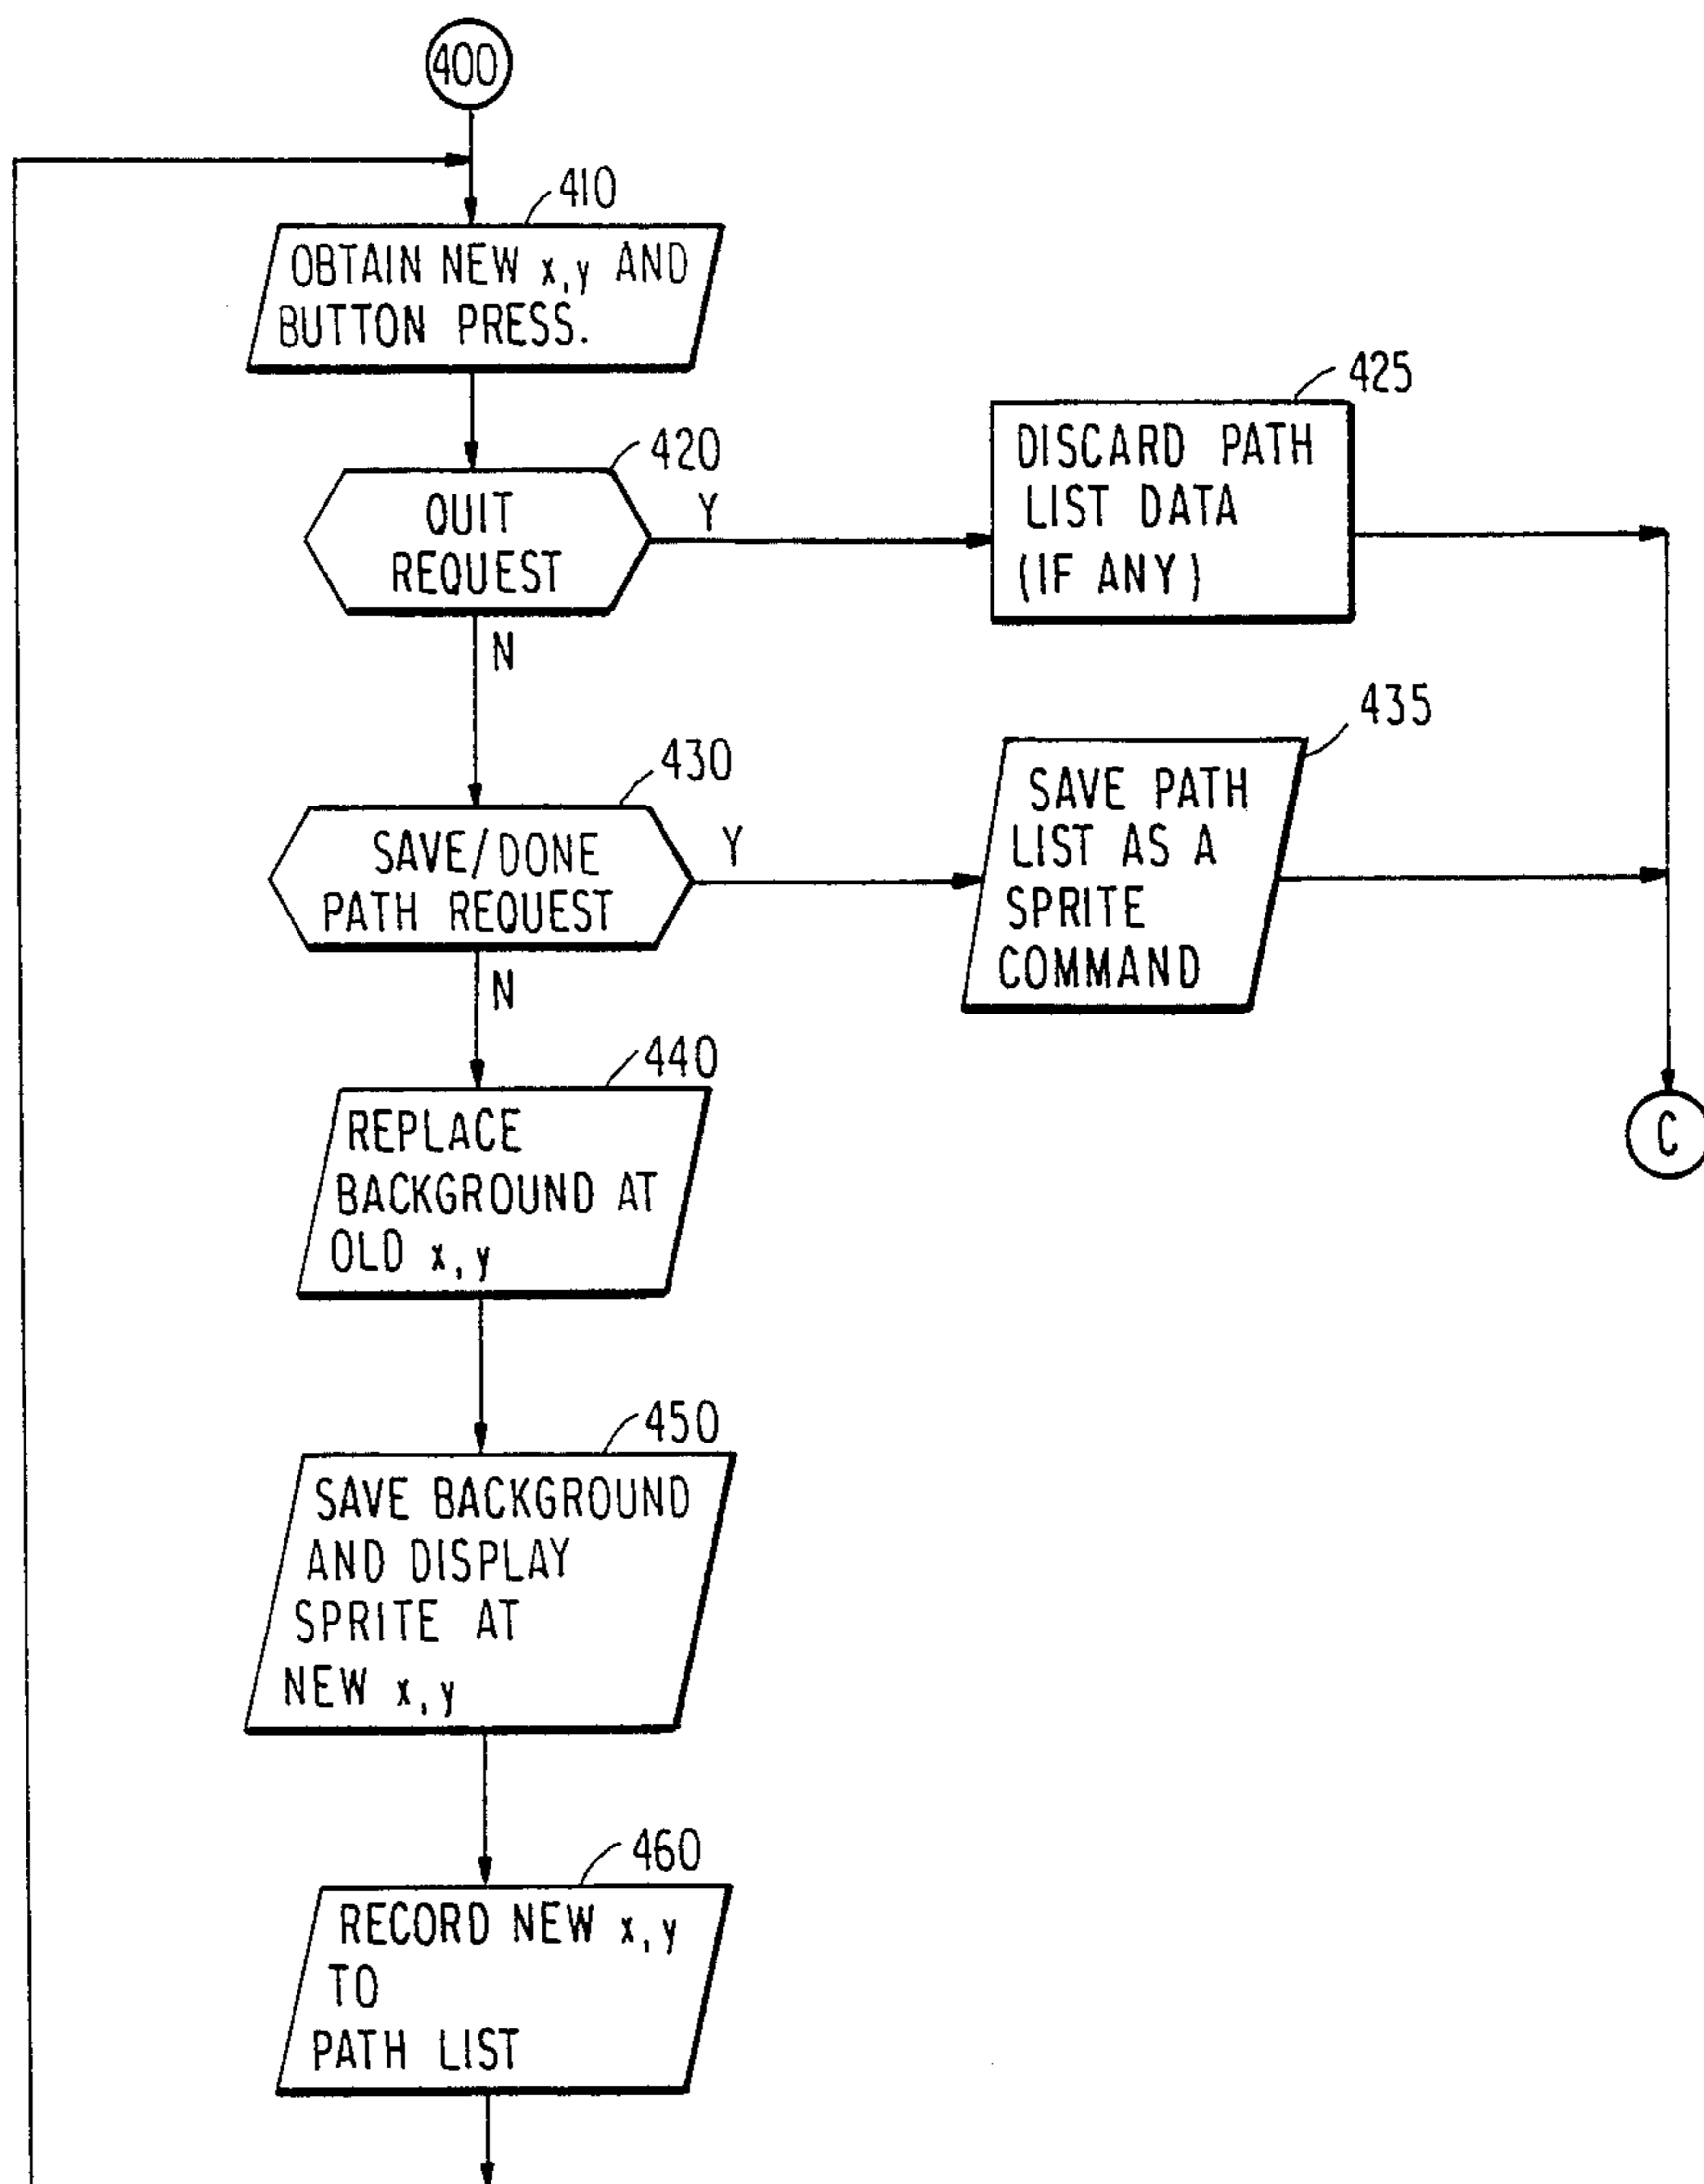 400
410
OBTAIN NEW x,y AND
BUTTON PRESS.
420
QUIT
REQUEST
Y
N
425
DISCARD PATH
LIST DATA
(IF ANY)
430
SAVE/DONE
PATH REQUEST
Y
N
435
SAVE PATH
LIST AS A
SPRITE
COMMAND
C
440
REPLACE
BACKGROUND AT
OLD x,y
450
SAVE BACKGROUND
AND DISPLAY
SPRITE AT
NEW x,y
460
RECORD NEW x,y
TO
PATH LIST